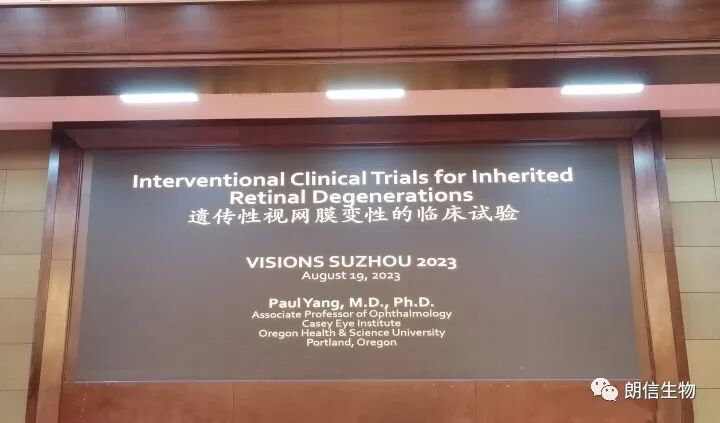 Interventional Clinical Trials for Inherited
Retinal Degenerations
遗传性视网膜变性的临床试验
VISIONS SUZHOU 2023
August 19, 2023
Paul Yang, M.D., Ph.D.
Associate Professor of Ophthalmology
Casey Eye Institute
Oregon Health & Science University
Portland, Oregon
朗信生物